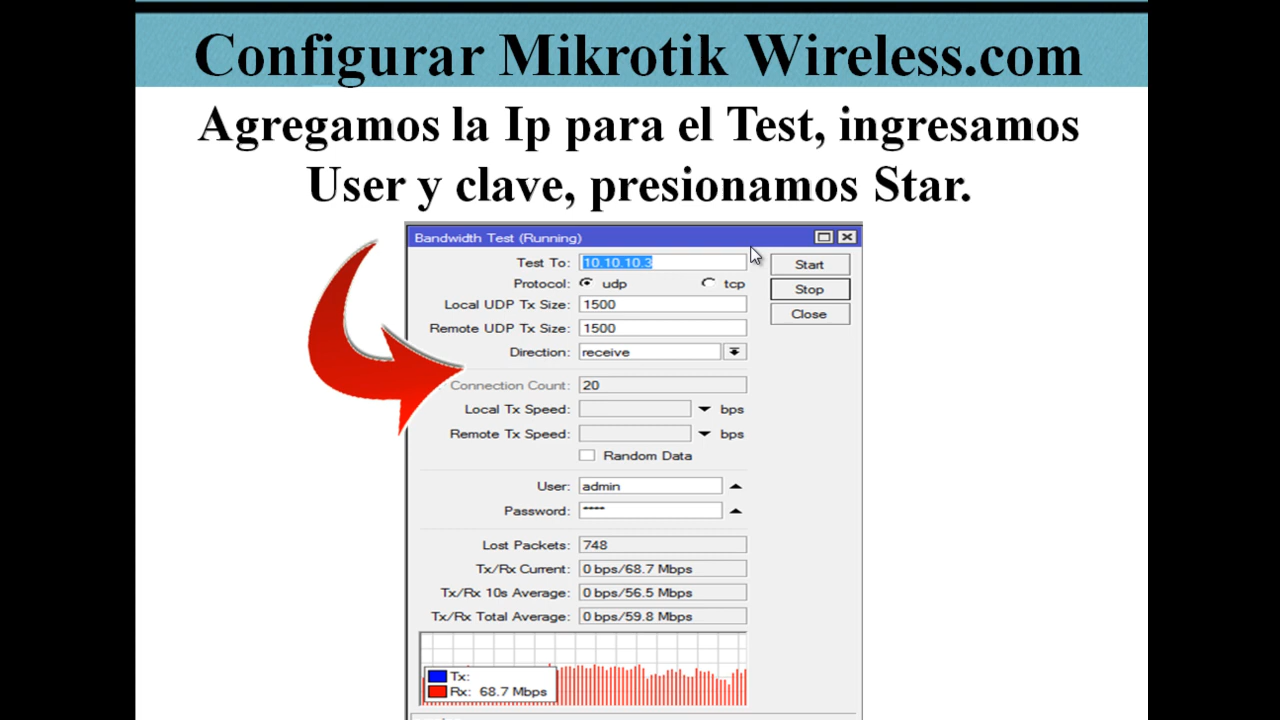 Configurar Mikrotik Wireless.com
Agregamos la Ip para el Test, ingresamos
User y clave, presionamos Star.
Bandwidth Test (Running)
Test To: 10.10.10.3 Start
Protocol: udp tcp Stop
Local UDP Tx Size: 1500
Remote UDP Tx Size: 1500 Close
Direction: receive
Connection Count: 20
Local Tx Speed: bps
Remote Tx Speed: bps
Random Data
User: admin
Password: ****
Lost Packets: 748
Tx/Rx Current: 0 bps/68.7 Mbps
Tx/Rx 10s Average: 0 bps/56.5 Mbps
Tx/Rx Total Average: 0 bps/59.8 Mbps
Tx:
Rx: 68.7 Mbps